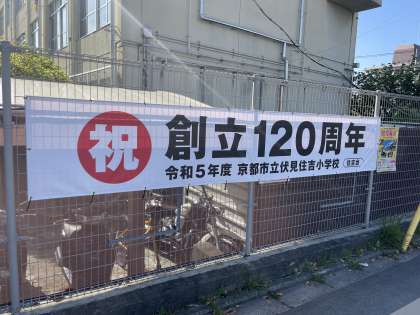 祝 創立120周年
令和5年度 京都市立伏見住吉小学校